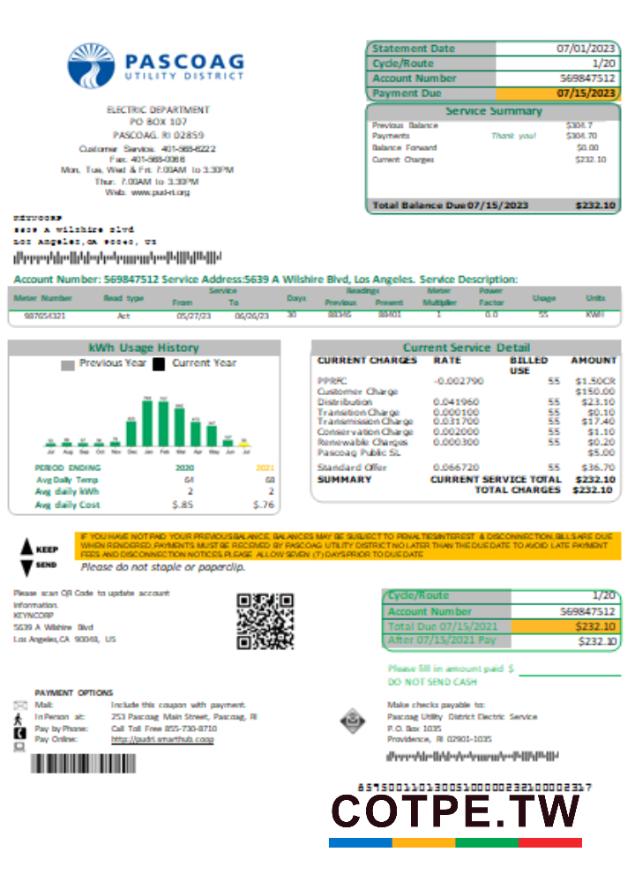 PASCOAG
UTILITY DISTRICT
Statement Date 07/01/2023
Cycle/Route 1/20
Account Number 569847512
Payment Due 07/15/2023
ELECTRIC DEPARTMENT
PO BOX 107
PASCOAG. RI 02859
Customer Service. 401-568-6222
Fax. 401-568-0066
Mon, Tue, Wed & Fri: 7.00AM to 3.30PM
Thur. 7.00AM to 3.30PM
Web. www.pud-ri.org
Service Summary
Previous Balance $304.7
Payments Thank you! $304.70
Balance Forward $0.00
Current Charges $232.10
Total Balance Due07/15/2023 $232.10
KEYNCORP
5639 A Wilshire Blvd
Los Angeles,CA 90048, US
Account Number: 569847512 Service Address:5639 A Wilshire Blvd, Los Angeles. Service Description:
Meter Number Read type Service From To Days Readings Previous Present Meter Multiplier Power Factor Usage Units
987654321 Act 05/27/23 06/26/23 30 88346 88401 1 0.0 55 KWH
kWh Usage History
Previous Year Current Year
Jul Aug Sep Oct Nov Dec Jan Feb Mar Apr May Jun Jul
PERIOD ENDING 2020 2021
Avg Daily Temp 64 68
Avg daily kWh 2 2
Avg daily Cost $.85 $.76
Current Service Detail
CURRENT CHARGES RATE BILLED USE AMOUNT
PPRFC -0.002790 55 $1.50CR
Customer Charge $150.00
Distribution 0.041960 55 $23.10
Transition Charge 0.000100 55 $0.10
Transmission Charge 0.031700 55 $17.40
Conservation Charge 0.002000 55 $1.10
Renewable Charges 0.000300 55 $0.20
Pascoag Public SL $5.00
Standard Offer 0.066720 55 $36.70
SUMMARY CURRENT SERVICE TOTAL $232.10
TOTAL CHARGES $232.10
KEEP
SEND
IF YOU HAVE NOT PAID YOUR PREVIOUS BALANCE, BALANCES MAY BE SUBJECT TO PENALTIES/INTEREST & DISCONNECTION. BILLS ARE DUE
WHEN RENDERED. PAYMENTS MUST BE RECEIVED BY PASCOAG UTILITY DISTRICT NO LATER THAN THE DUE DATE TO AVOID LATE PAYMENT
FEES AND DISCONNECTION NOTICES. PLEASE ALLOW SEVEN (7) DAYS PRIOR TO DUE DATE
Please do not staple or paperclip.
Please scan QR Code to update account
Information.
KEYNCORP
5639 A Wilshire Blvd
Los Angeles,CA 90048, US
Cycle/Route 1/20
Account Number 569847512
Total Due 07/15/2021 $232.10
After 07/15/2021 Pay $232.10
Please fill in amount paid $
DO NOT SEND CASH
PAYMENT OPTIONS
Mail: Include this coupon with payment.
In Person at: 253 Pascoag Main Street, Pascoag, RI
Pay by Phone: Call Toll Free 855-730-8710
Pay Online: http://pudri.smarthub.coop
Make checks payable to:
Pascoag Utility District Electric Service
P.O. Box 1035
Providence, RI 02901-1035
COTPE.TW